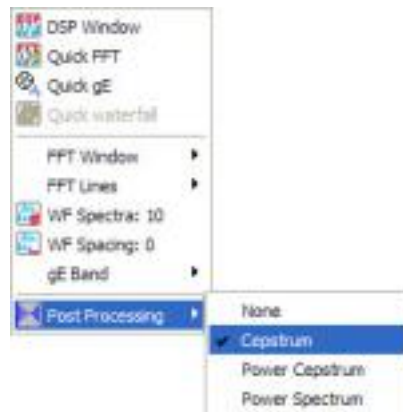 DSP Window
Quick FFT
Quick gE
Quick waterfall
FFT Window
FFT Lines
WF Spectra: 10
WF Spacing: 0
gE Band
Post Processing
None
Cepstrum
Power Cepstrum
Power Spectrum